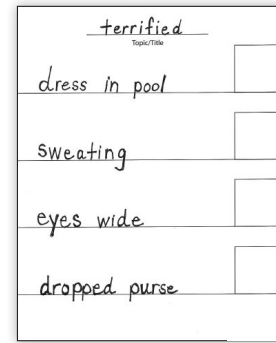 terrified
Topic/Title
dress in pool
sweating
eyes wide
dropped purse